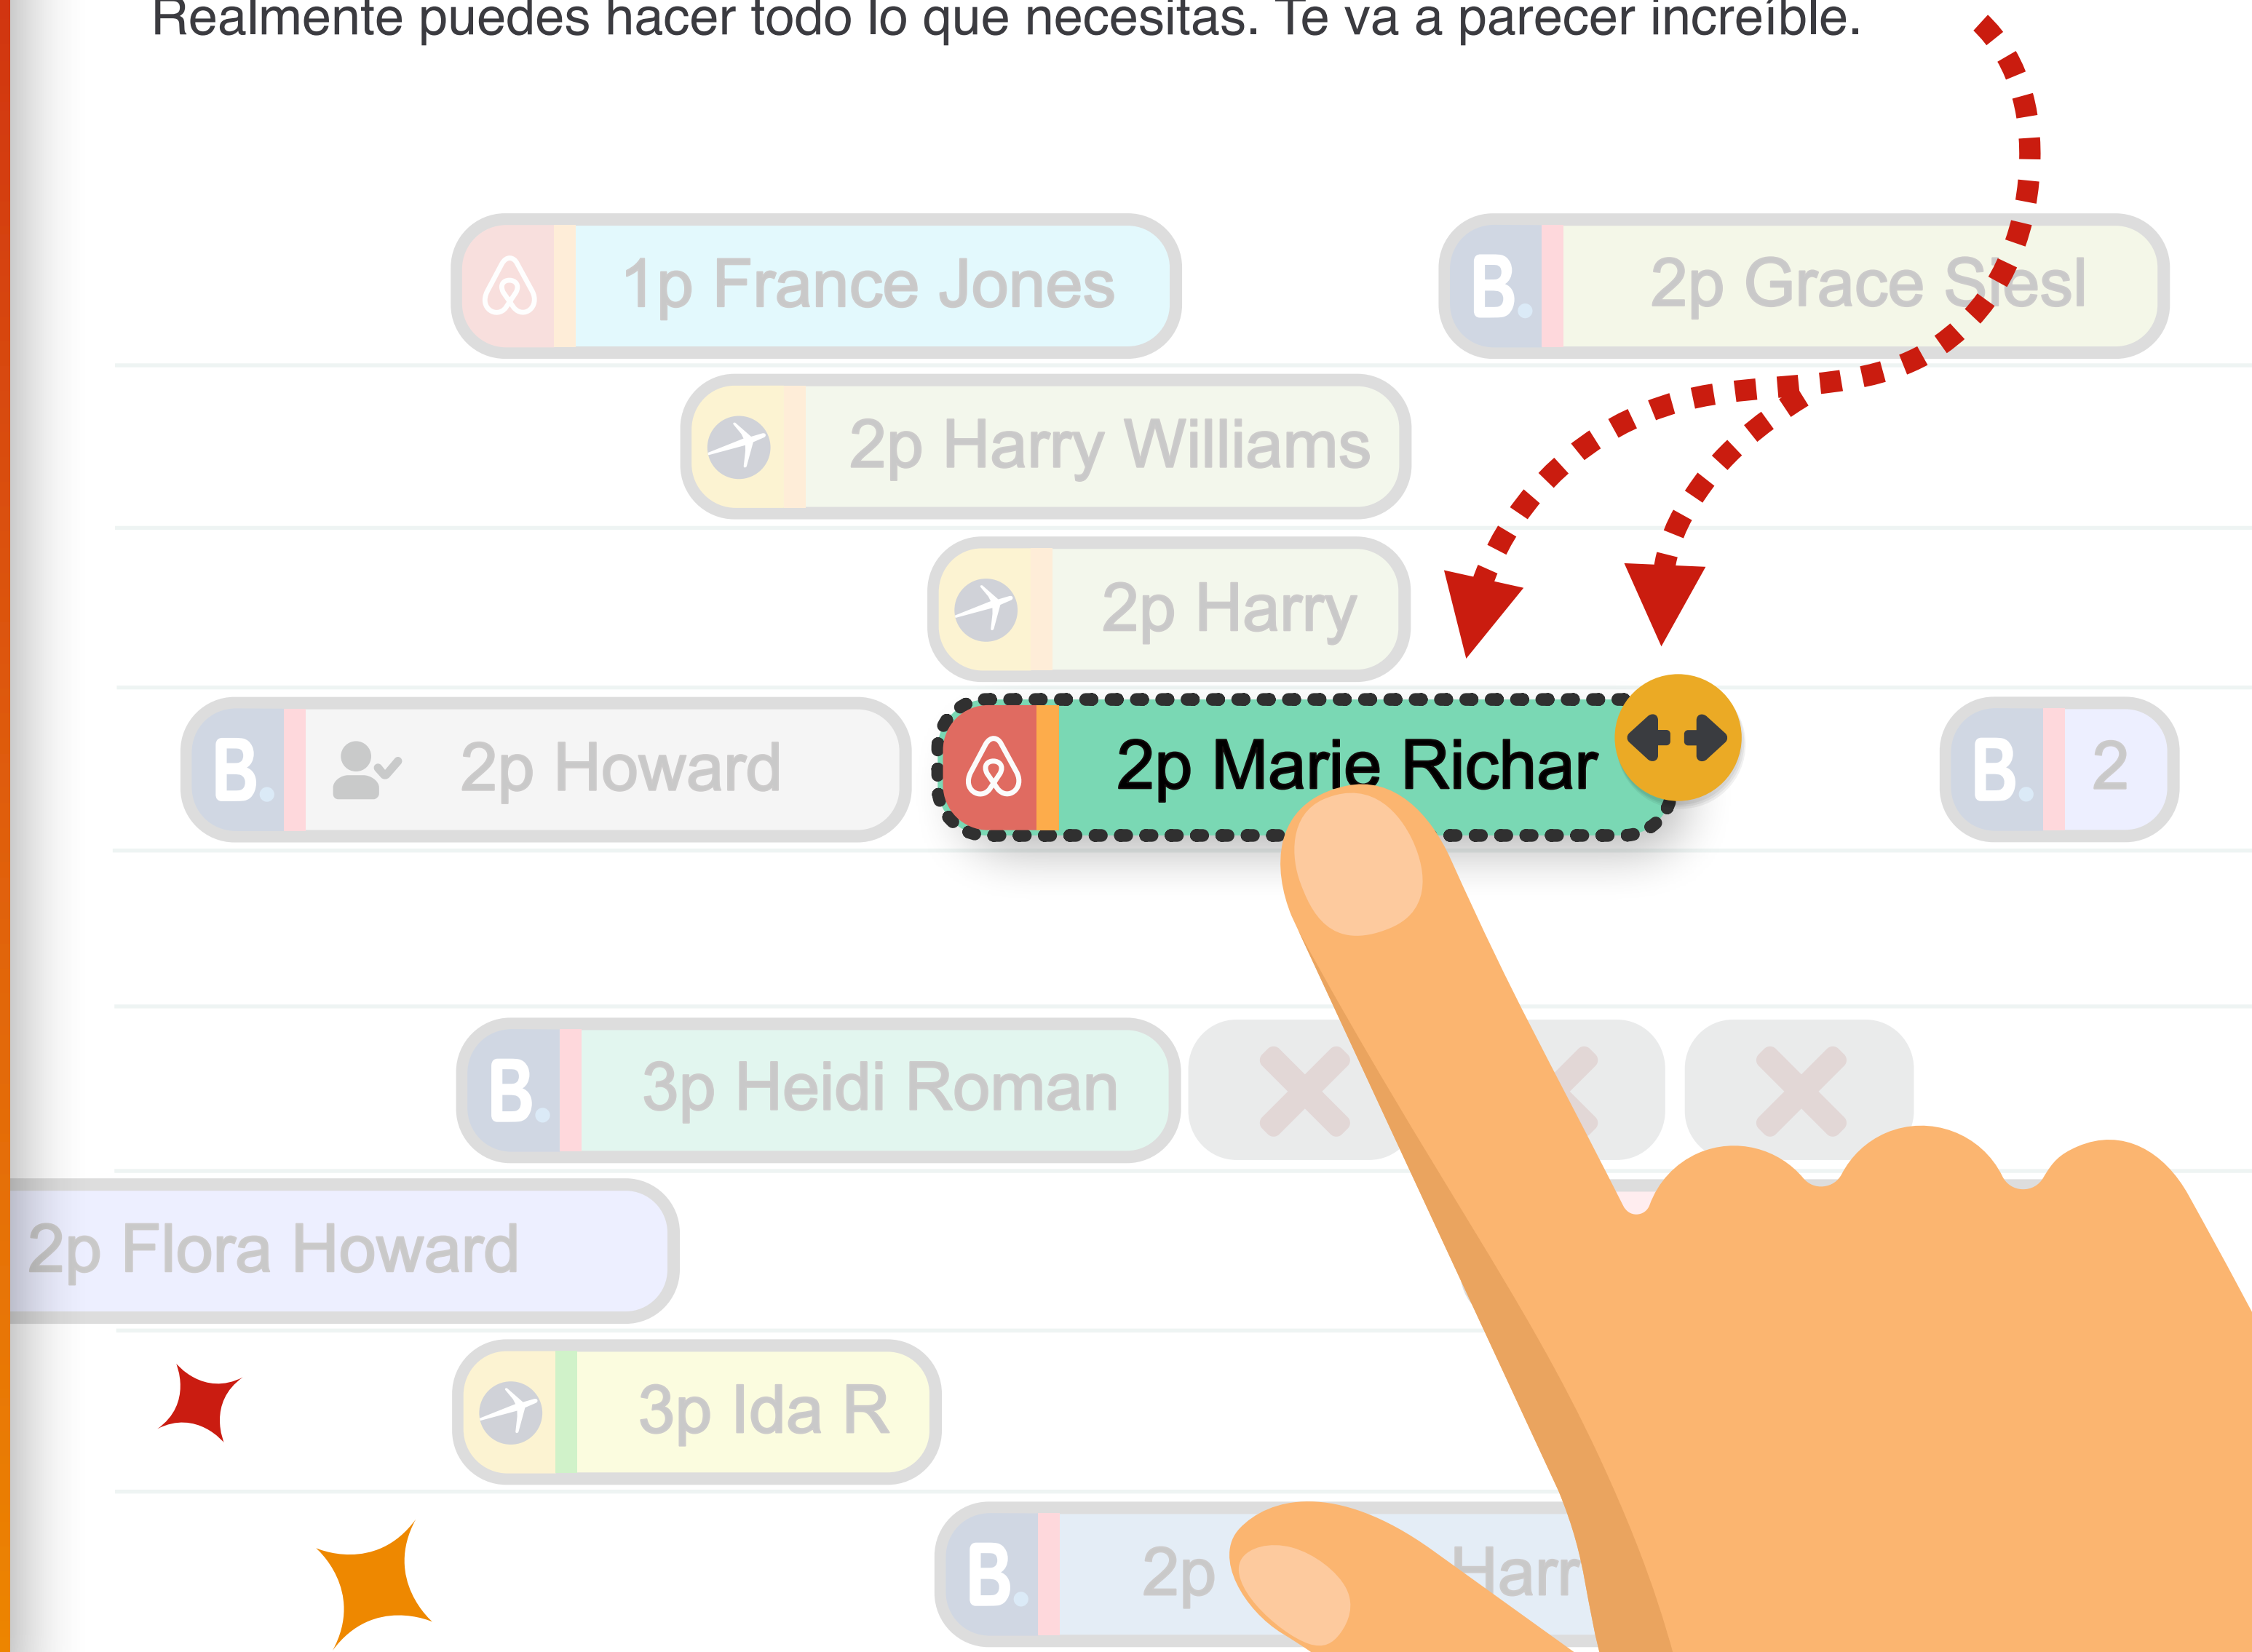 Realmente puedes hacer todo lo que necesitas. Te va a parecer increíble.
1p France Jones
B. 2p Grace Slesl
2p Harry Williams
2p Harry
B. 2p Howard
2p Marie Richar
B. 2
B. 3p Heidi Roman
2p Flora Howard
3p Ida R
B. 2p Harr